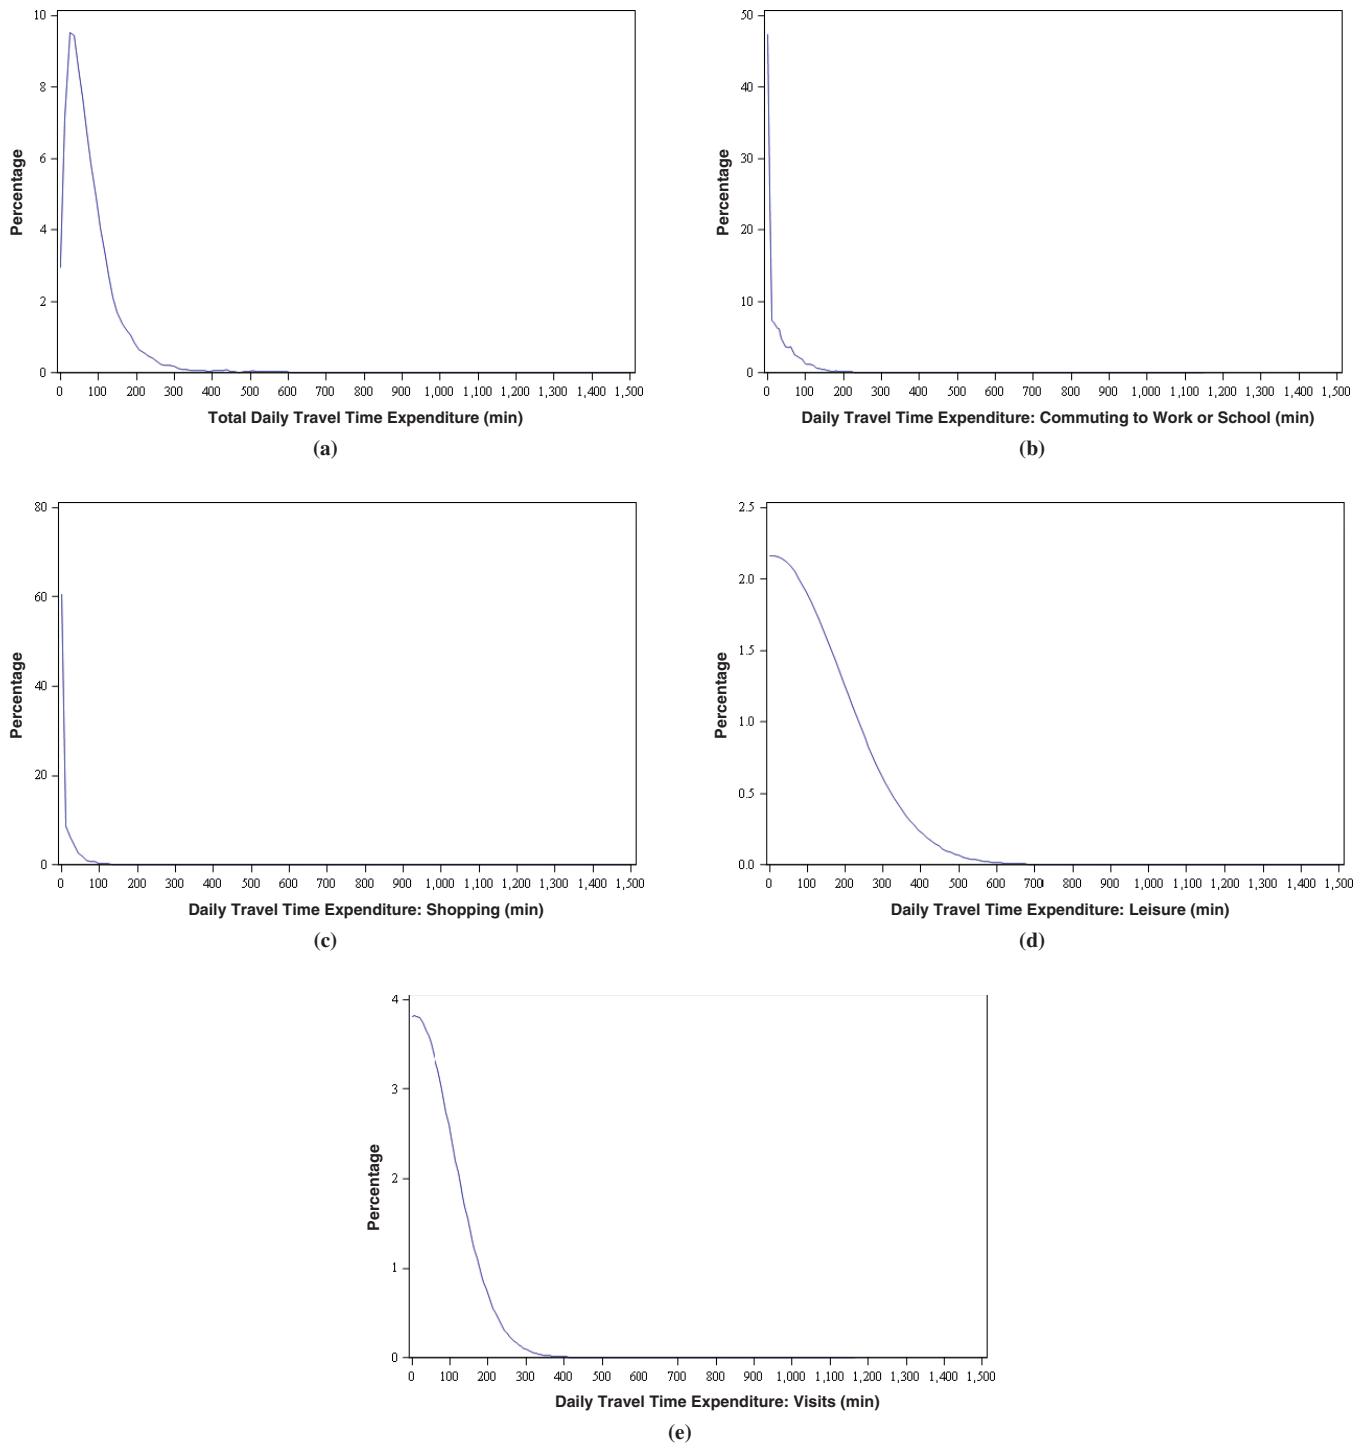 10
8
6
4
2
0
Percentage
0 100 200 300 400 500 600 700 800 900 1,000 1,100 1,200 1,300 1,400 1,500
Total Daily Travel Time Expenditure (min)
(a)
50
40
30
20
10
0
Percentage
0 100 200 300 400 500 600 700 800 900 1,000 1,100 1,200 1,300 1,400 1,500
Daily Travel Time Expenditure: Commuting to Work or School (min)
(b)
80
60
40
20
0
Percentage
0 100 200 300 400 500 600 700 800 900 1,000 1,100 1,200 1,300 1,400 1,500
Daily Travel Time Expenditure: Shopping (min)
(c)
2.5
2.0
1.5
1.0
0.5
0.0
Percentage
0 100 200 300 400 500 600 700 800 900 1,000 1,100 1,200 1,300 1,400 1,500
Daily Travel Time Expenditure: Leisure (min)
(d)
4
3
2
1
0
Percentage
0 100 200 300 400 500 600 700 800 900 1,000 1,100 1,200 1,300 1,400 1,500
Daily Travel Time Expenditure: Visits (min)
(e)